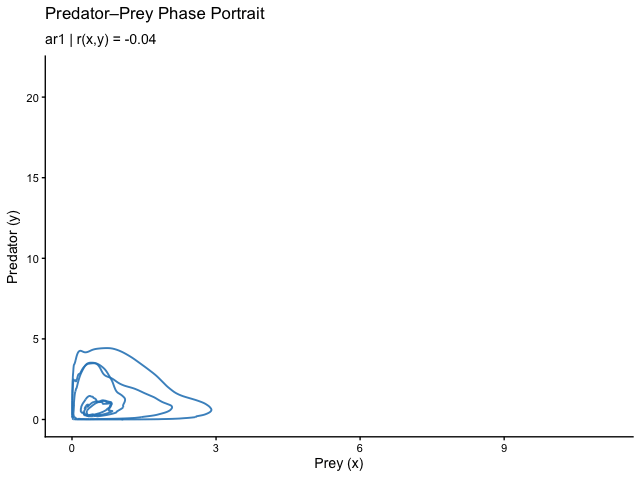 Predator–Prey Phase Portrait
ar1 | r(x,y) = -0.04
Predator (y)
20
15
10
5
0
0 3 6 9
Prey (x)